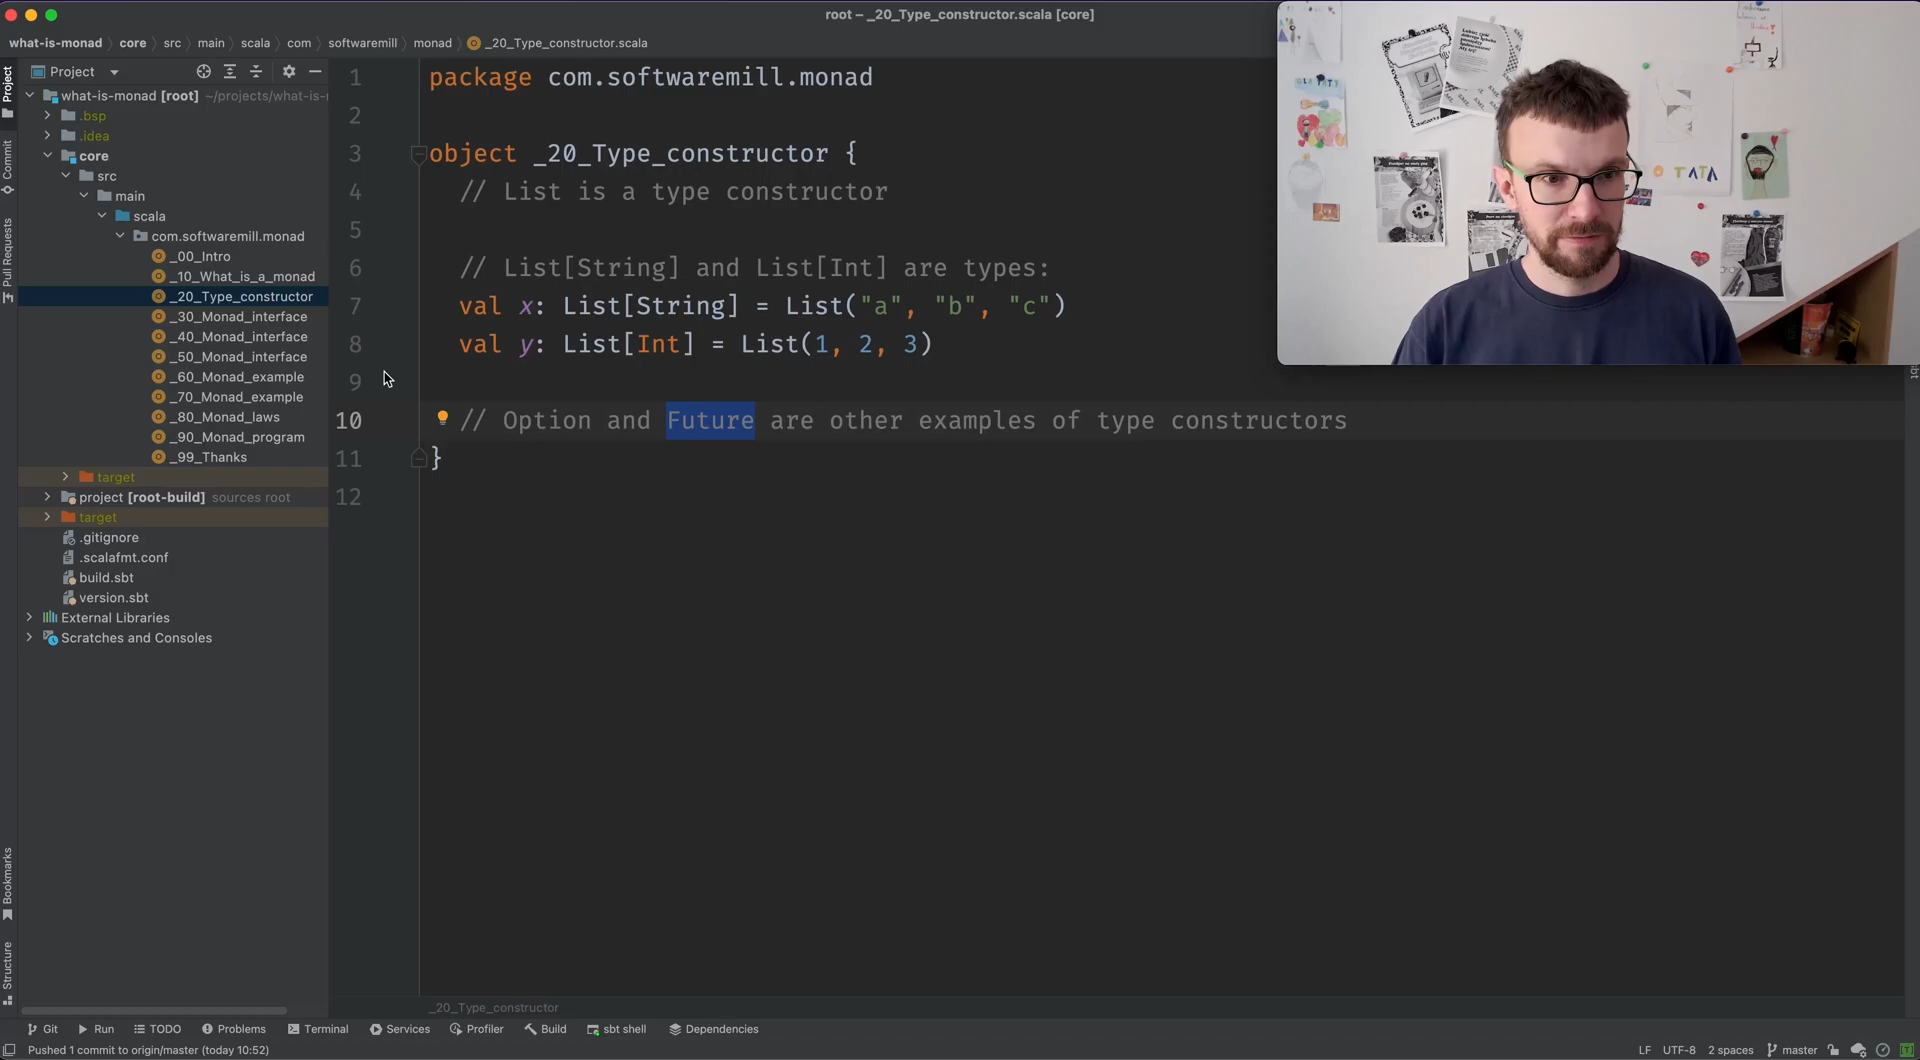 root – _20_Type_constructor.scala [core]
what-is-monad
core
src
main
scala
com
softwaremill
monad
_20_Type_constructor.scala
Project
Project
Commit
Pull Requests
what-is-monad [root] ~/projects/what-is-
.bsp
.idea
core
src
main
scala
com.softwaremill.monad
_00_Intro
_10_What_is_a_monad
_20_Type_constructor
_30_Monad_interface
_40_Monad_interface
_50_Monad_interface
_60_Monad_example
_70_Monad_example
_80_Monad_laws
_90_Monad_program
_99_Thanks
target
project [root-build] sources root
target
.gitignore
.scalafmt.conf
build.sbt
version.sbt
External Libraries
Scratches and Consoles
1 package com.softwaremill.monad
2
3 object _20_Type_constructor {
4 // List is a type constructor
5
6 // List[String] and List[Int] are types:
7 val x: List[String] = List("a", "b", "c")
8 val y: List[Int] = List(1, 2, 3)
9
10 // Option and Future are other examples of type constructors
11 }
12
TATA
sbt
Bookmarks
Structure
_20_Type_constructor
Git
Run
TODO
Problems
Terminal
Services
Profiler
Build
sbt shell
Dependencies
Pushed 1 commit to origin/master (today 10:52)
LF
UTF-8
2 spaces
master